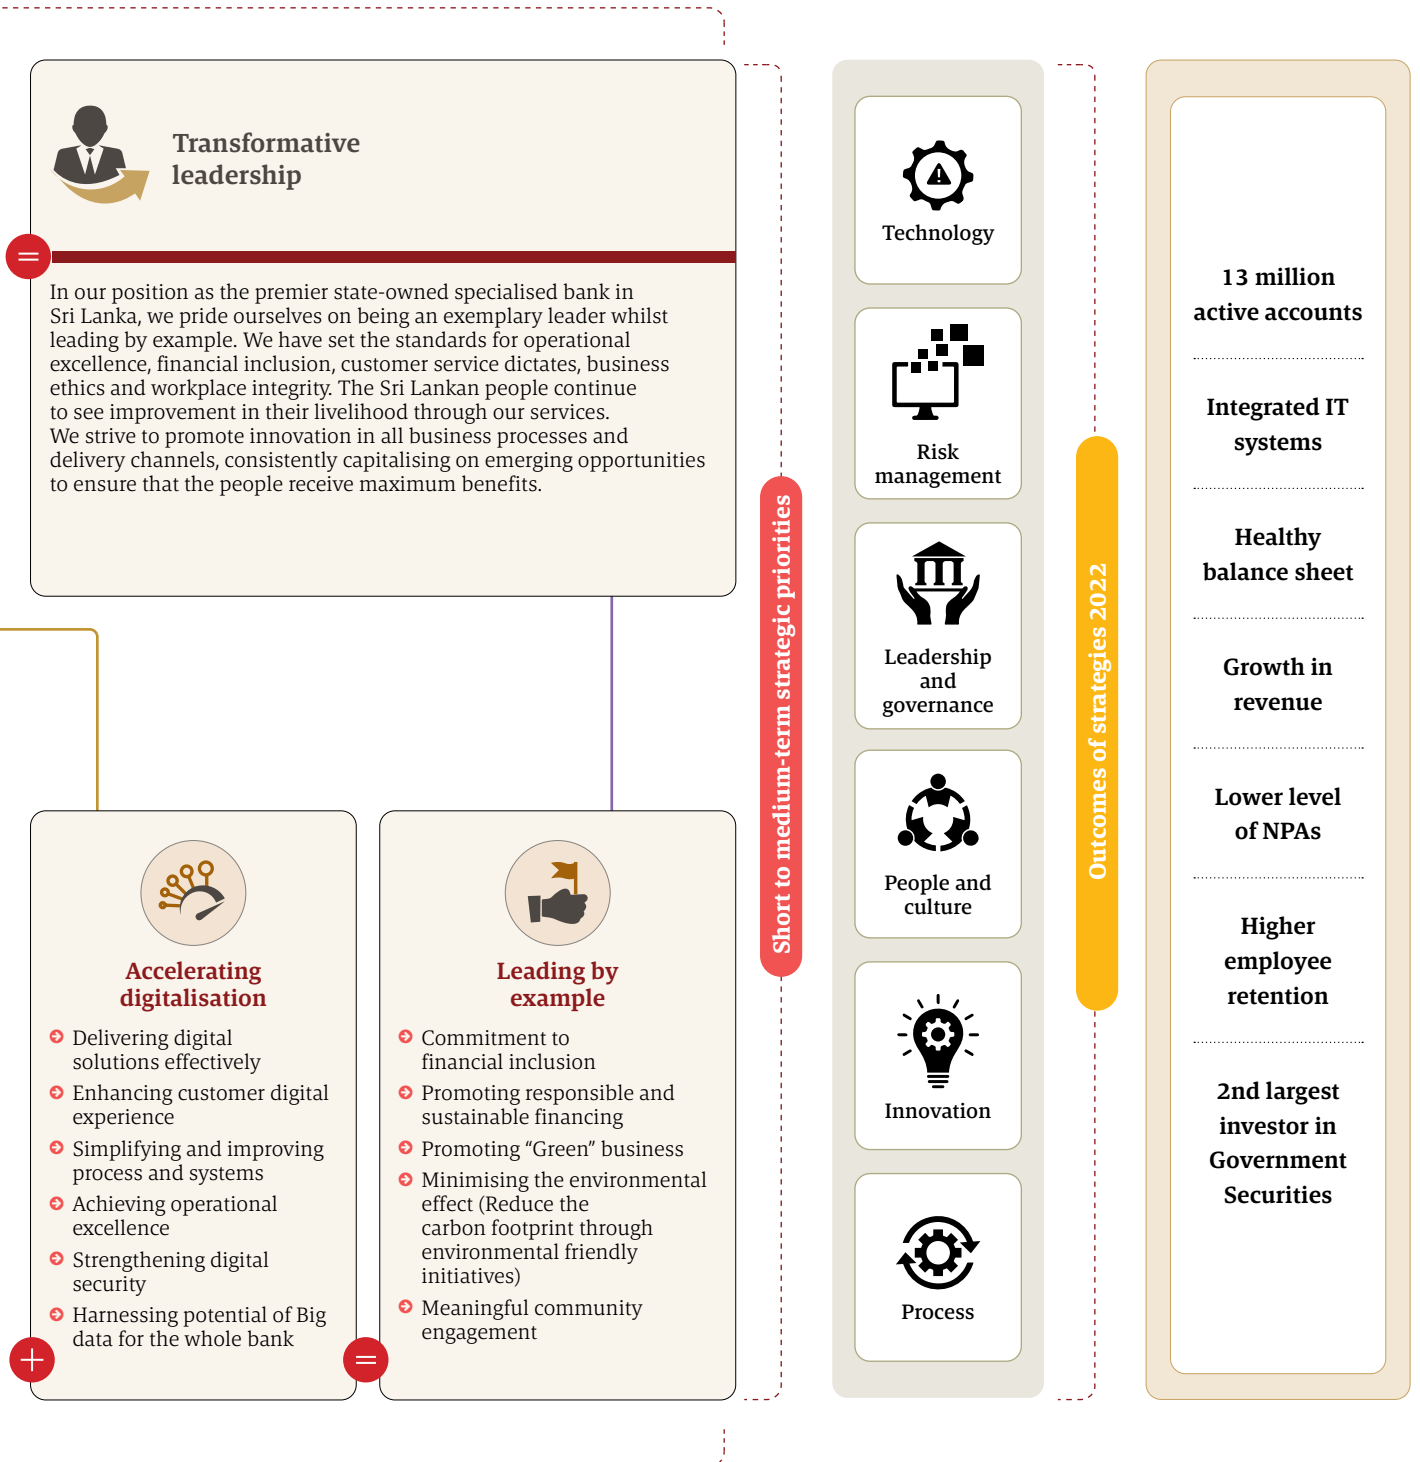 Transformative
leadership
In our position as the premier state-owned specialised bank in
Sri Lanka, we pride ourselves on being an exemplary leader whilst
leading by example. We have set the standards for operational
excellence, financial inclusion, customer service dictates, business
ethics and workplace integrity. The Sri Lankan people continue
to see improvement in their livelihood through our services.
We strive to promote innovation in all business processes and
delivery channels, consistently capitalising on emerging opportunities
to ensure that the people receive maximum benefits.
Accelerating
digitalisation
Delivering digital
solutions effectively
Enhancing customer digital
experience
Simplifying and improving
process and systems
Achieving operational
excellence
Strengthening digital
security
Harnessing potential of Big
data for the whole bank
Leading by
example
Commitment to
financial inclusion
Promoting responsible and
sustainable financing
Promoting “Green” business
Minimising the environmental
effect (Reduce the
carbon footprint through
environmental friendly
initiatives)
Meaningful community
engagement
Short to medium-term strategic priorities
Technology
Risk
management
Leadership
and
governance
People and
culture
Innovation
Process
Outcomes of strategies 2022
13 million
active accounts
Integrated IT
systems
Healthy
balance sheet
Growth in
revenue
Lower level
of NPAs
Higher
employee
retention
2nd largest
investor in
Government
Securities